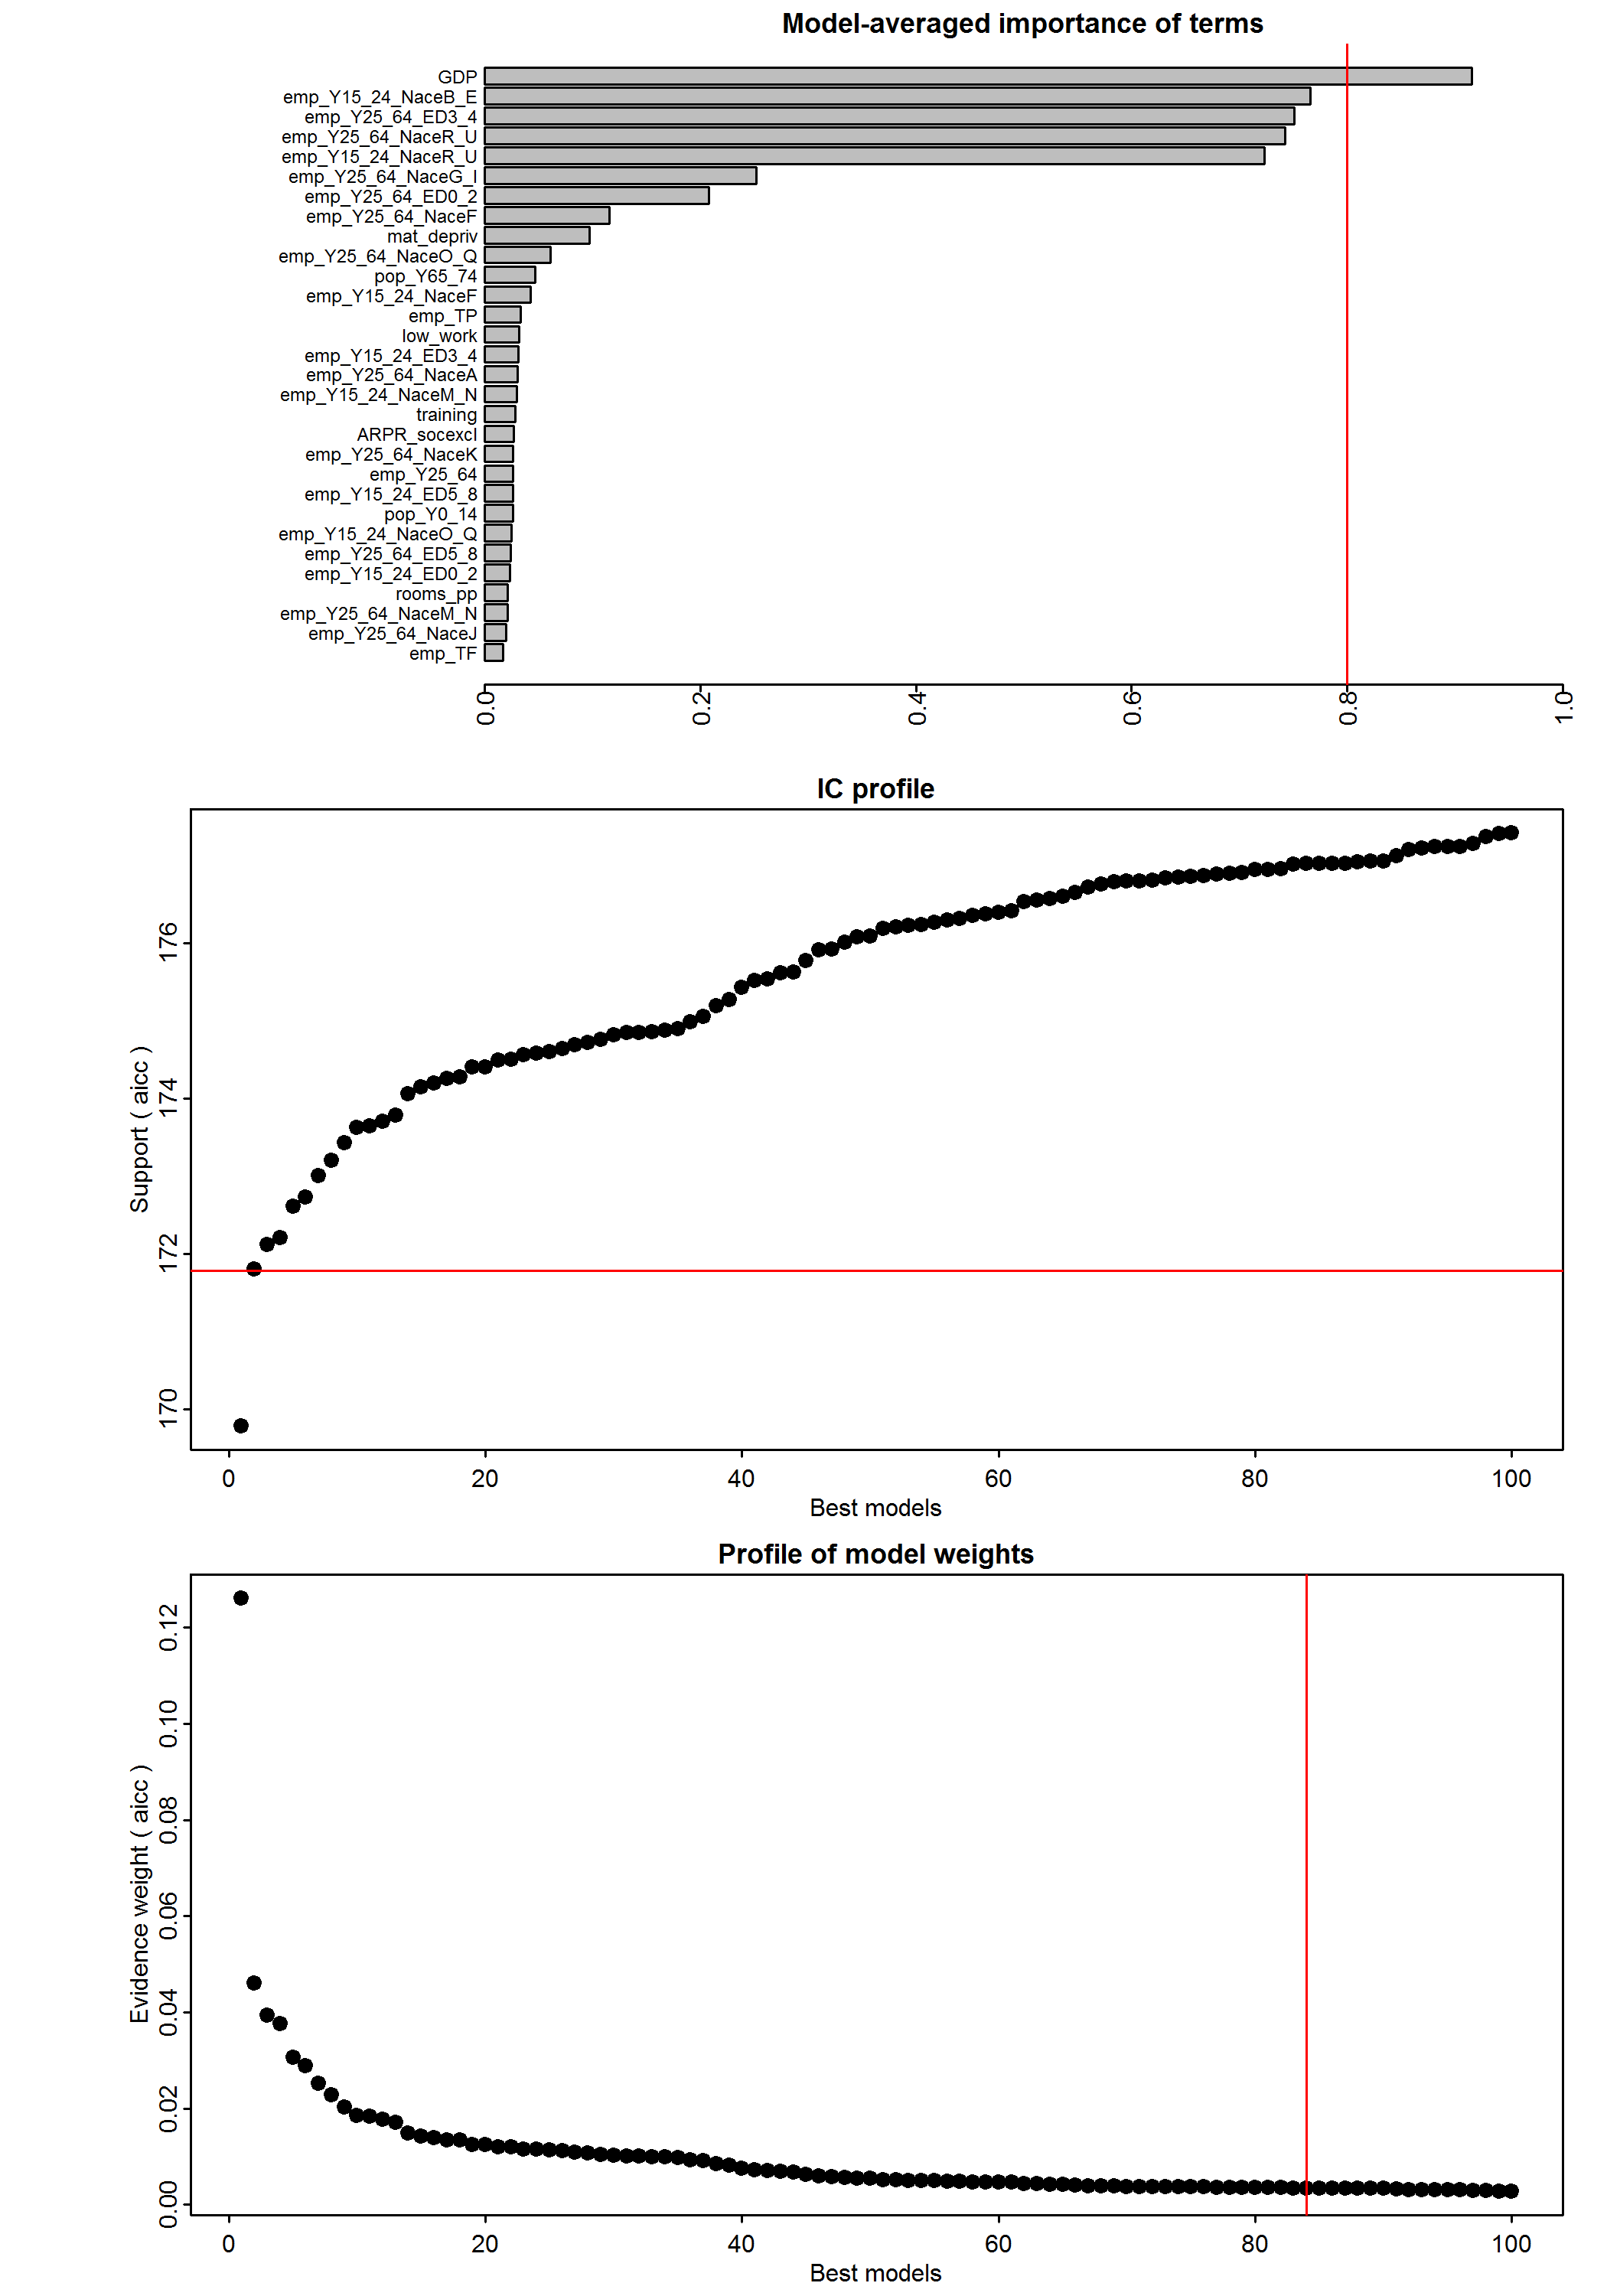 Model-averaged importance of terms
GDP
emp_Y15_24_NaceB_E
emp_Y25_64_ED3_4
emp_Y25_64_NaceR_U
emp_Y15_24_NaceR_U
emp_Y25_64_NaceG_I
emp_Y25_64_ED0_2
emp_Y25_64_NaceF
mat_depriv
emp_Y25_64_NaceO_Q
pop_Y65_74
emp_Y15_24_NaceF
emp_TP
low_work
emp_Y15_24_ED3_4
emp_Y25_64_NaceA
emp_Y15_24_NaceM_N
training
ARPR_socexcl
emp_Y25_64_NaceK
emp_Y25_64
emp_Y15_24_ED5_8
pop_Y0_14
emp_Y15_24_NaceO_Q
emp_Y25_64_ED5_8
emp_Y15_24_ED0_2
rooms_pp
emp_Y25_64_NaceM_N
emp_Y25_64_NaceJ
emp_TF
0.0 0.2 0.4 0.6 0.8 1.0
IC profile
Support ( aicc )
176
174
172
170
0 20 40 60 80 100
Best models
Profile of model weights
Evidence weight ( aicc )
0.12
0.10
0.08
0.06
0.04
0.02
0.00
0 20 40 60 80 100
Best models